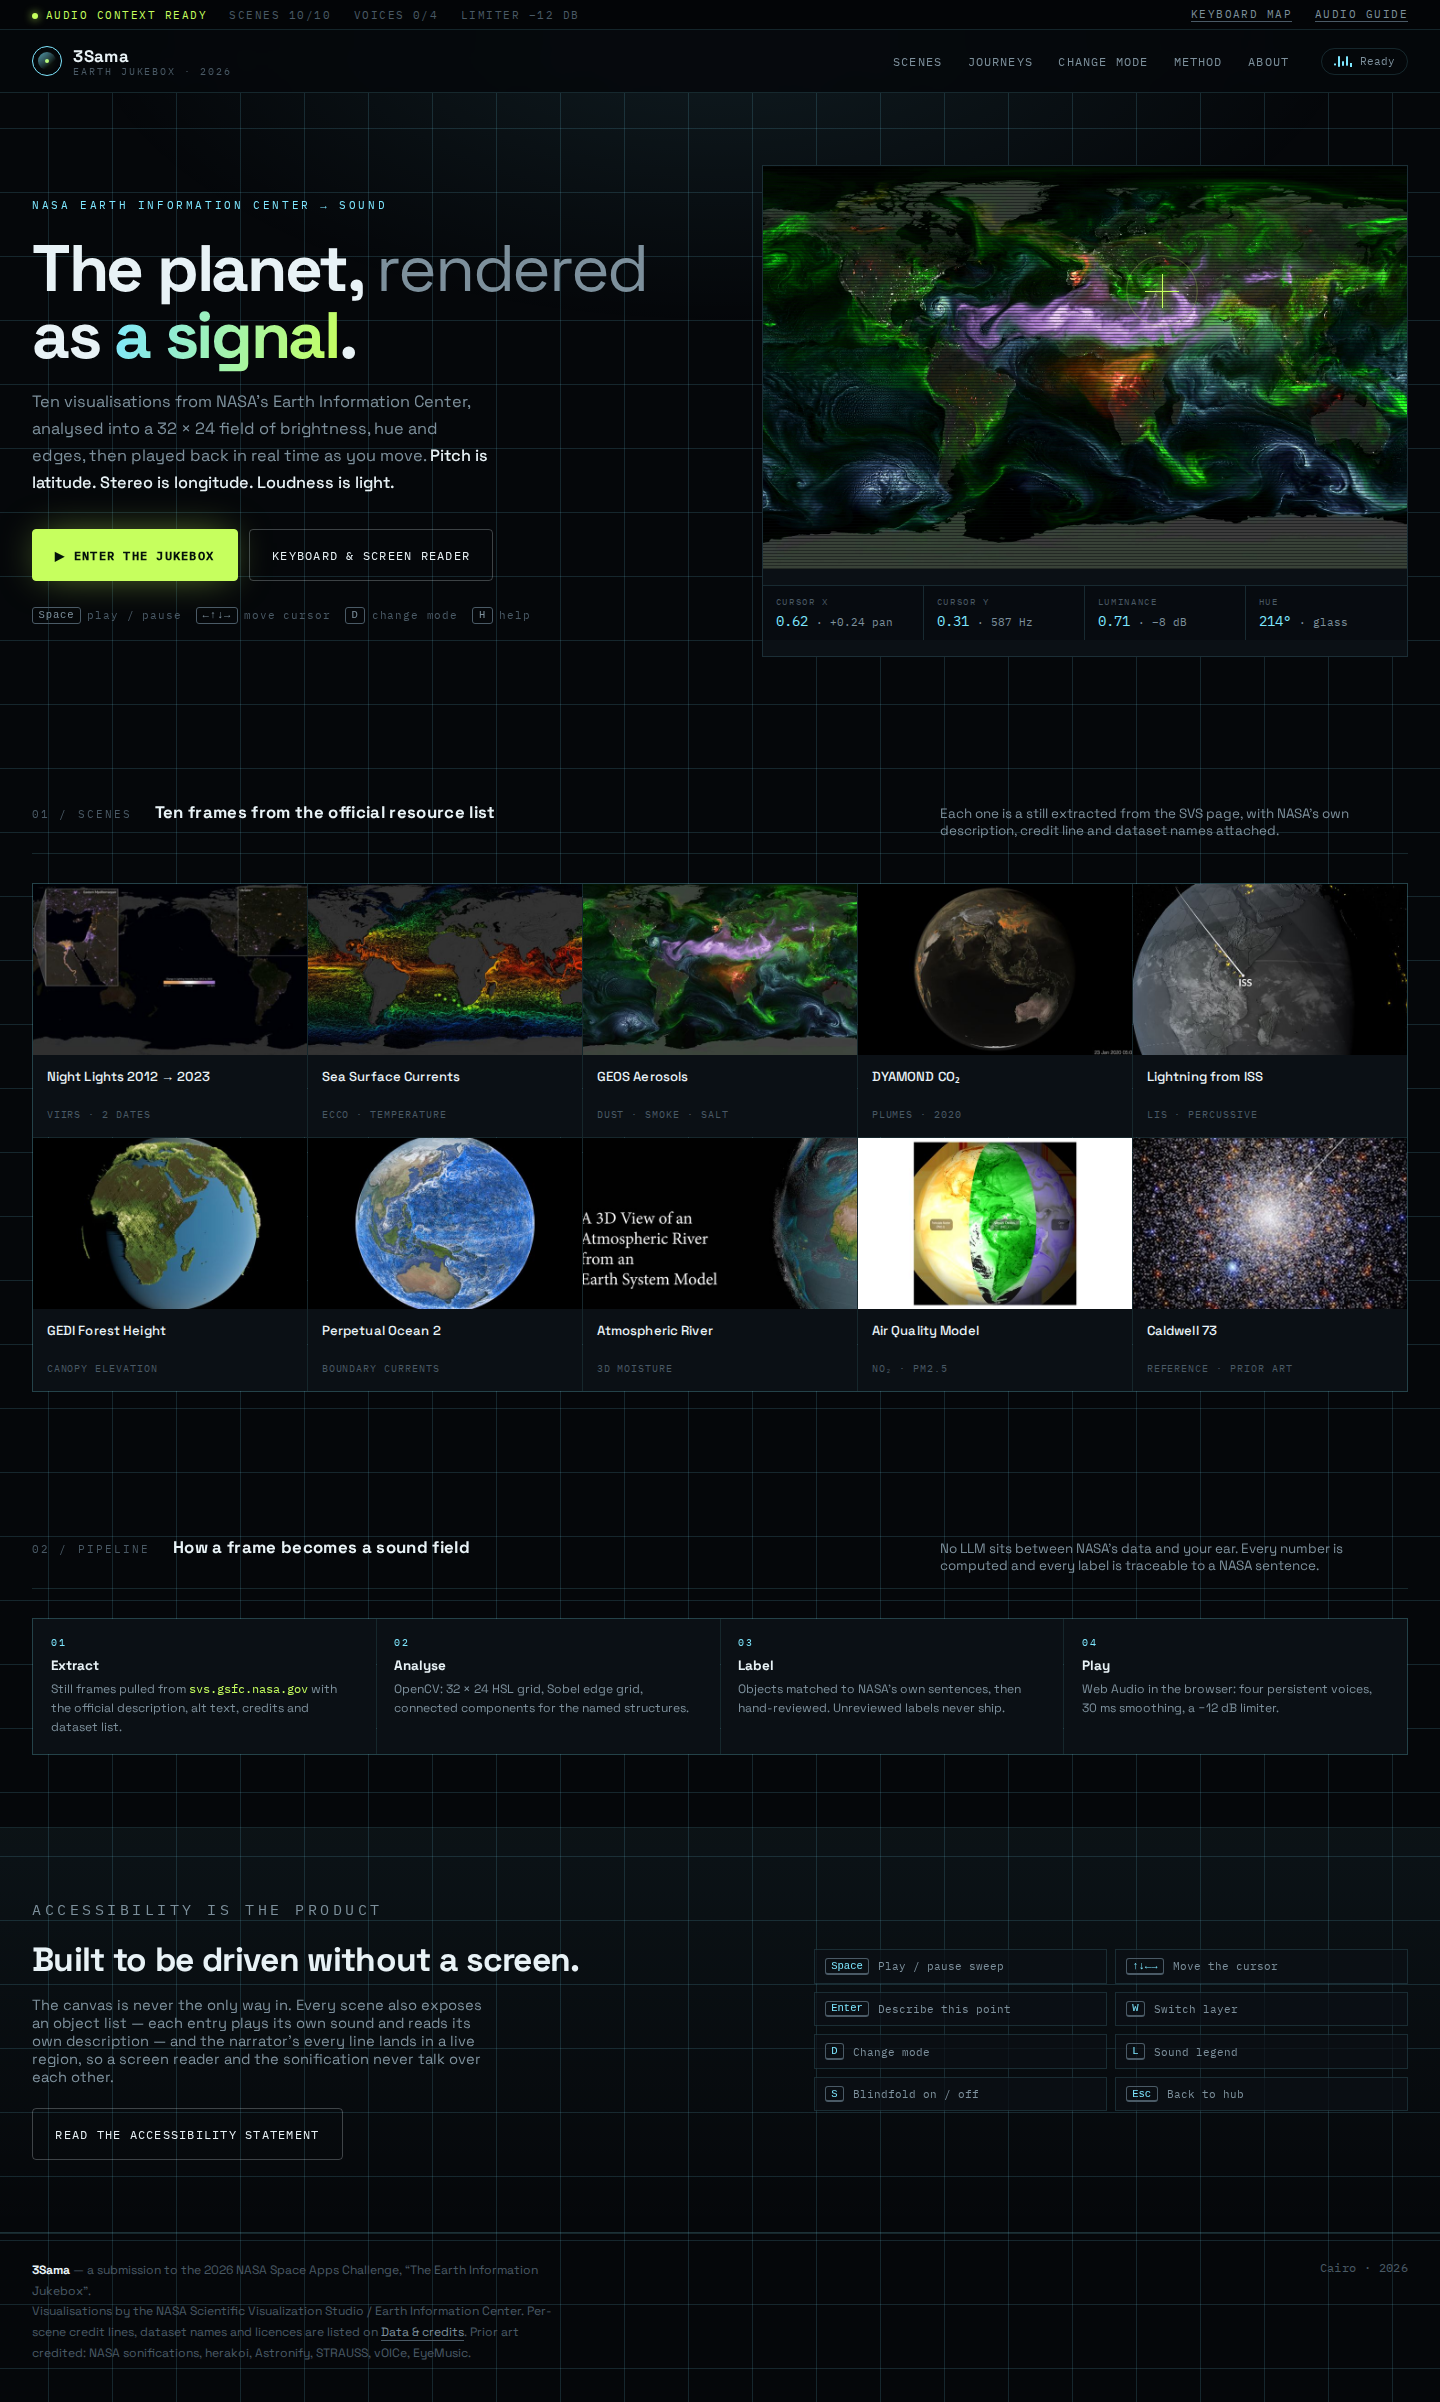 AUDIO CONTEXT READY SCENES 10/10 VOICES 0/4 LIMITER −12 DB KEYBOARD MAP AUDIO GUIDE
3Sama
EARTH JUKEBOX · 2026
SCENES JOURNEYS CHANGE MODE METHOD ABOUT Ready
NASA EARTH INFORMATION CENTER → SOUND
The planet, rendered
as a signal.
Ten visualisations from NASA's Earth Information Center,
analysed into a 32 × 24 field of brightness, hue and
edges, then played back in real time as you move. Pitch is
latitude. Stereo is longitude. Loudness is light.
▶ ENTER THE JUKEBOX KEYBOARD & SCREEN READER
Space play / pause ←↑↓→ move cursor D change mode H help
CURSOR X CURSOR Y LUMINANCE HUE
0.62 · +0.24 pan 0.31 · 587 Hz 0.71 · −8 dB 214° · glass
01 / SCENES Ten frames from the official resource list
Each one is a still extracted from the SVS page, with NASA's own
description, credit line and dataset names attached.
ISS
Night Lights 2012 → 2023 Sea Surface Currents GEOS Aerosols DYAMOND CO₂ Lightning from ISS
VIIRS · 2 DATES ECCO · TEMPERATURE DUST · SMOKE · SALT PLUMES · 2020 LIS · PERCUSSIVE
A 3D View of an
Atmospheric River
from an
Earth System Model
GEDI Forest Height Perpetual Ocean 2 Atmospheric River Air Quality Model Caldwell 73
CANOPY ELEVATION BOUNDARY CURRENTS 3D MOISTURE NO₂ · PM2.5 REFERENCE · PRIOR ART
02 / PIPELINE How a frame becomes a sound field
No LLM sits between NASA's data and your ear. Every number is
computed and every label is traceable to a NASA sentence.
01
Extract
Still frames pulled from svs.gsfc.nasa.gov with
the official description, alt text, credits and
dataset list.
02
Analyse
OpenCV: 32 × 24 HSL grid, Sobel edge grid,
connected components for the named structures.
03
Label
Objects matched to NASA's own sentences, then
hand-reviewed. Unreviewed labels never ship.
04
Play
Web Audio in the browser: four persistent voices,
30 ms smoothing, a −12 dB limiter.
ACCESSIBILITY IS THE PRODUCT
Built to be driven without a screen.
The canvas is never the only way in. Every scene also exposes
an object list — each entry plays its own sound and reads its
own description — and the narrator's every line lands in a live
region, so a screen reader and the sonification never talk over
each other.
READ THE ACCESSIBILITY STATEMENT
Space Play / pause sweep ↑↓←→ Move the cursor
Enter Describe this point W Switch layer
D Change mode L Sound legend
S Blindfold on / off Esc Back to hub
3Sama — a submission to the 2026 NASA Space Apps Challenge, “The Earth Information
Jukebox”.
Visualisations by the NASA Scientific Visualization Studio / Earth Information Center. Per-
scene credit lines, dataset names and licences are listed on Data & credits. Prior art
credited: NASA sonifications, herakoi, Astronify, STRAUSS, vOICe, EyeMusic.
Cairo · 2026